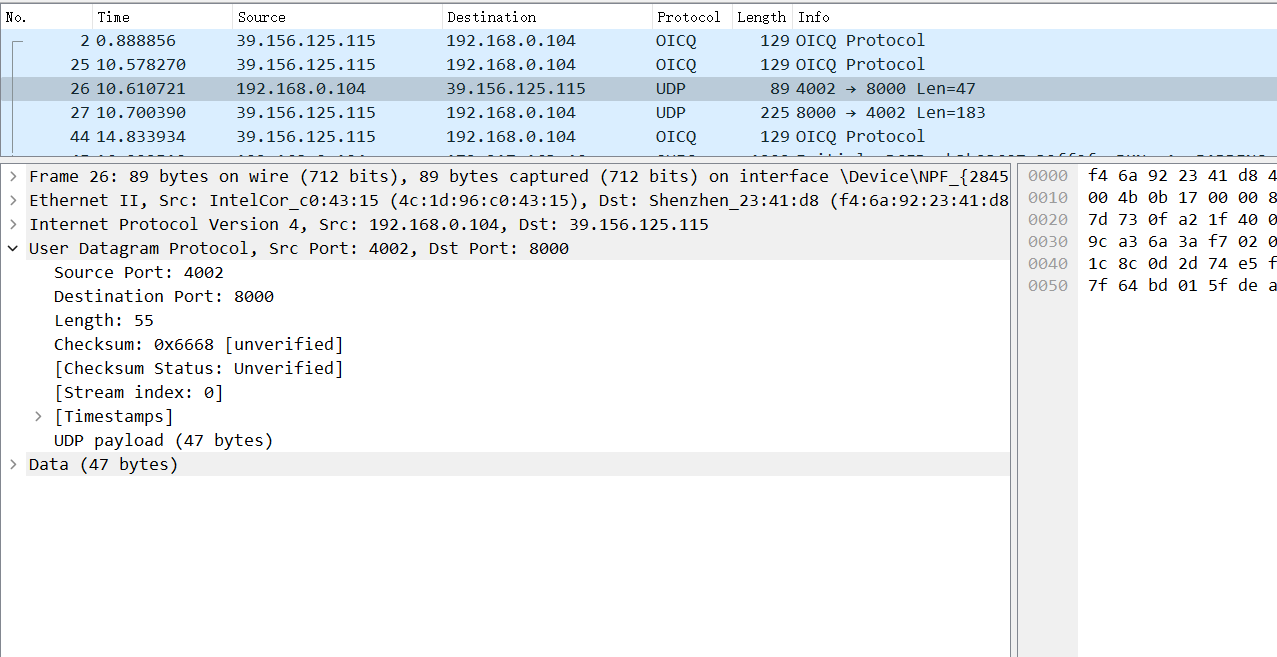 No. Time Source Destination Protocol Length Info
2 0.888856 39.156.125.115 192.168.0.104 OICQ 129 OICQ Protocol
25 10.578270 39.156.125.115 192.168.0.104 OICQ 129 OICQ Protocol
26 10.610721 192.168.0.104 39.156.125.115 UDP 89 4002 → 8000 Len=47
27 10.700390 39.156.125.115 192.168.0.104 UDP 225 8000 → 4002 Len=183
44 14.833934 39.156.125.115 192.168.0.104 OICQ 129 OICQ Protocol
Frame 26: 89 bytes on wire (712 bits), 89 bytes captured (712 bits) on interface \Device\NPF_{2845
Ethernet II, Src: IntelCor_c0:43:15 (4c:1d:96:c0:43:15), Dst: Shenzhen_23:41:d8 (f4:6a:92:23:41:d8
Internet Protocol Version 4, Src: 192.168.0.104, Dst: 39.156.125.115
User Datagram Protocol, Src Port: 4002, Dst Port: 8000
Source Port: 4002
Destination Port: 8000
Length: 55
Checksum: 0x6668 [unverified]
[Checksum Status: Unverified]
[Stream index: 0]
[Timestamps]
UDP payload (47 bytes)
Data (47 bytes)
0000 f4 6a 92 23 41 d8 4
0010 00 4b 0b 17 00 00 8
0020 7d 73 0f a2 1f 40 0
0030 9c a3 6a 3a f7 02 0
0040 1c 8c 0d 2d 74 e5 f
0050 7f 64 bd 01 5f de a